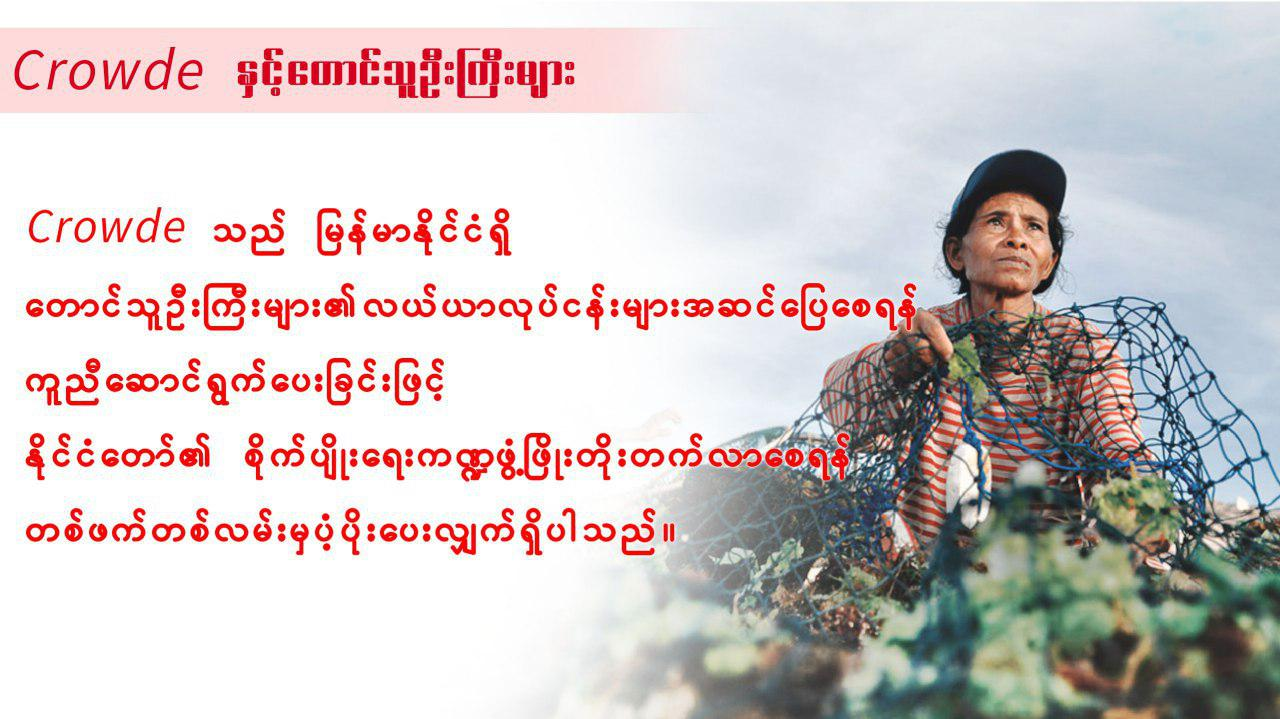 Crowde နှင့်တောင်သူဦးကြီးများ
Crowde သည် မြန်မာနိုင်ငံရှိ
တောင်သူဦးကြီးများ၏လယ်ယာလုပ်ငန်းများအဆင်ပြေစေရန်
ကူညီဆောင်ရွက်ပေးခြင်းဖြင့်
နိုင်ငံတော်၏ စိုက်ပျိုးရေးကဏ္ဍဖွံ့ဖြိုးတိုးတက်လာစေရန်
တစ်ဖက်တစ်လမ်းမှပံ့ပိုးပေးလျှက်ရှိပါသည်။